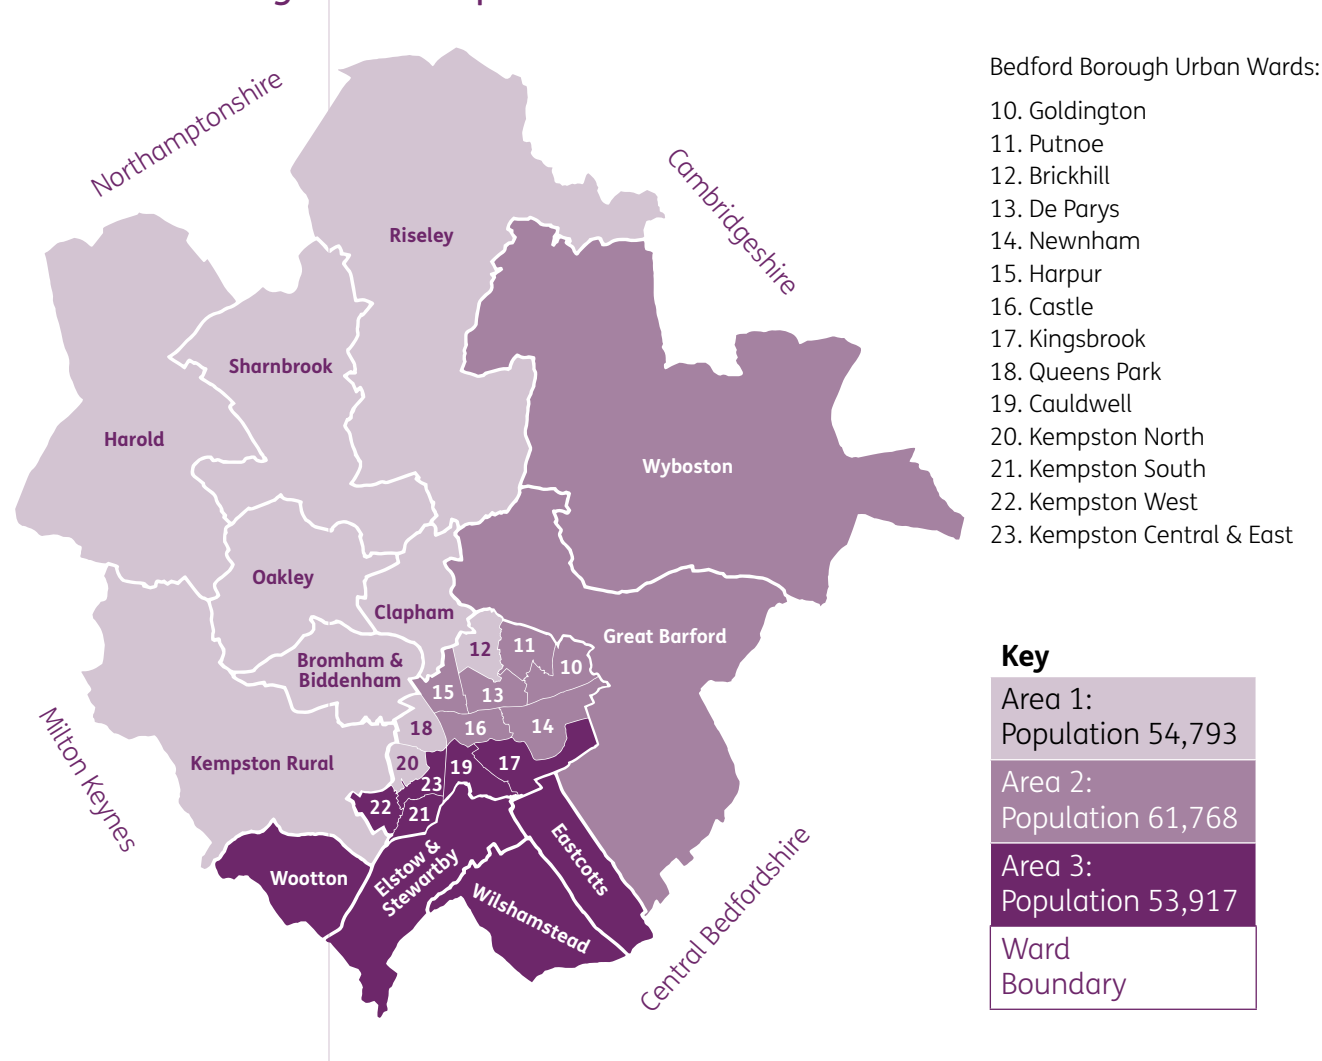 Northamptonshire
Cambridgeshire
Riseley
Sharnbrook
Harold
Wyboston
Oakley
Clapham
Great Barford
12
11
10
Bromham &
Biddenham
15
13
18
16
14
Milton Keynes
Kempston Rural
20
19
17
23
22
21
Wootton
Elstow &
Stewartby
Eastcotts
Wilshamstead
Central Bedfordshire
Bedford Borough Urban Wards:
10. Goldington
11. Putnoe
12. Brickhill
13. De Parys
14. Newnham
15. Harpur
16. Castle
17. Kingsbrook
18. Queens Park
19. Cauldwell
20. Kempston North
21. Kempston South
22. Kempston West
23. Kempston Central & East
Key
Area 1:
Population 54,793
Area 2:
Population 61,768
Area 3:
Population 53,917
Ward
Boundary